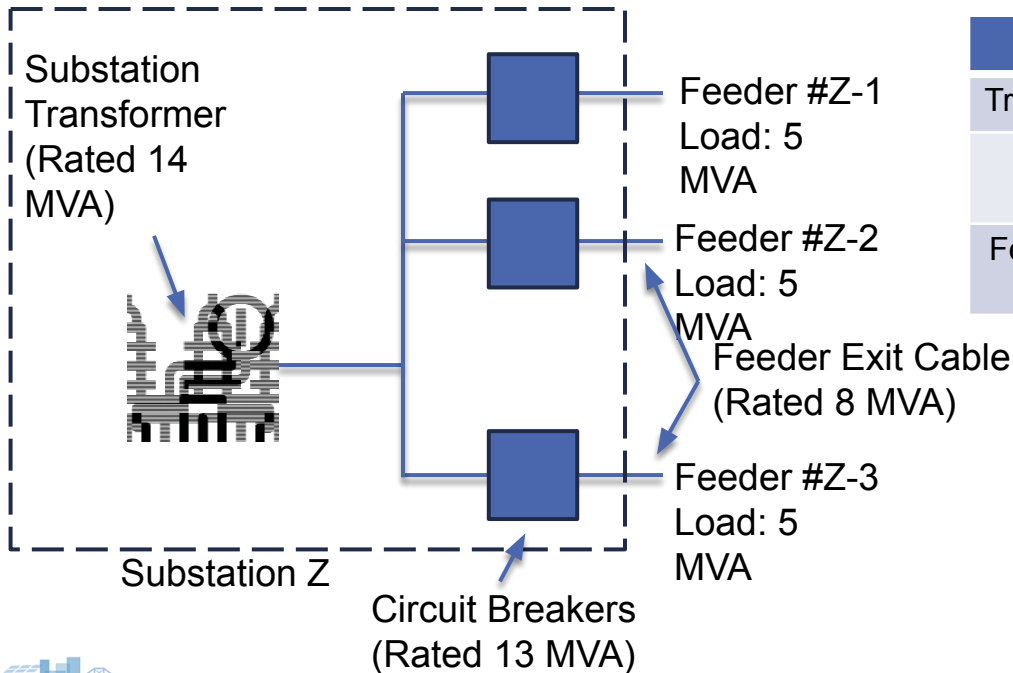 Substation
Transformer
(Rated 14
MVA)
Feeder #Z-1
Load: 5
MVA
Feeder #Z-2
Load: 5
MVA
Feeder Exit Cable
(Rated 8 MVA)
Feeder #Z-3
Load: 5
MVA
Substation Z
Circuit Breakers
(Rated 13 MVA)